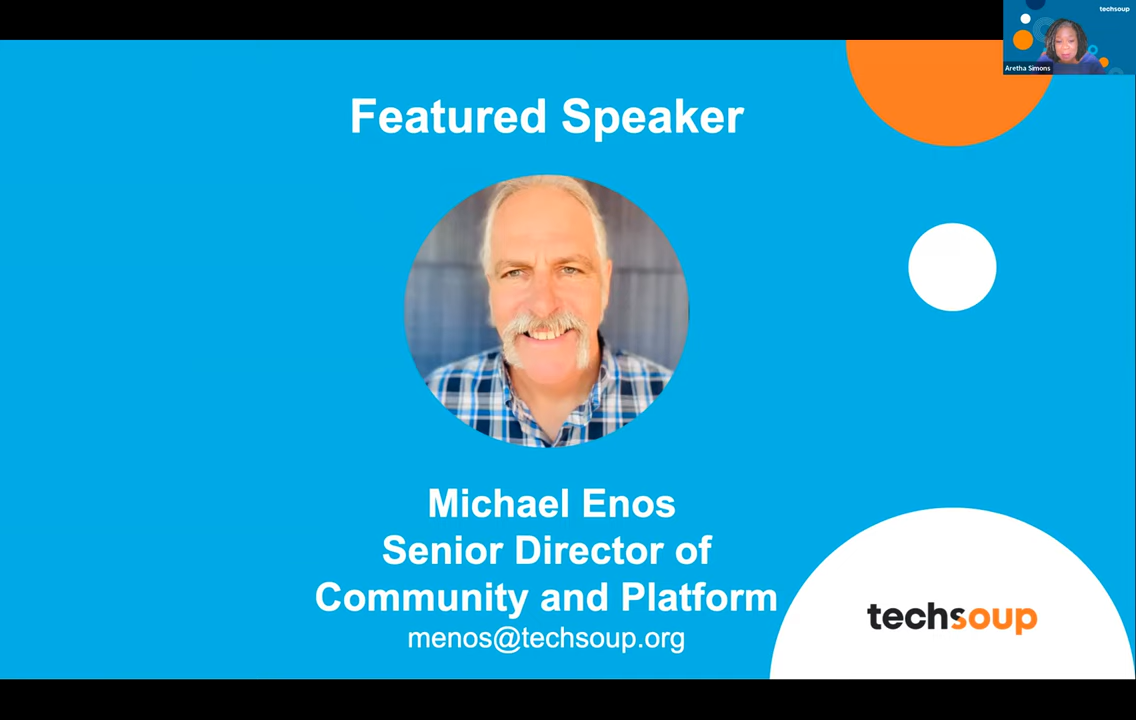 techsoup
Aretha Simons
Featured Speaker
Michael Enos
Senior Director of
Community and Platform
menos@techsoup.org
techsoup